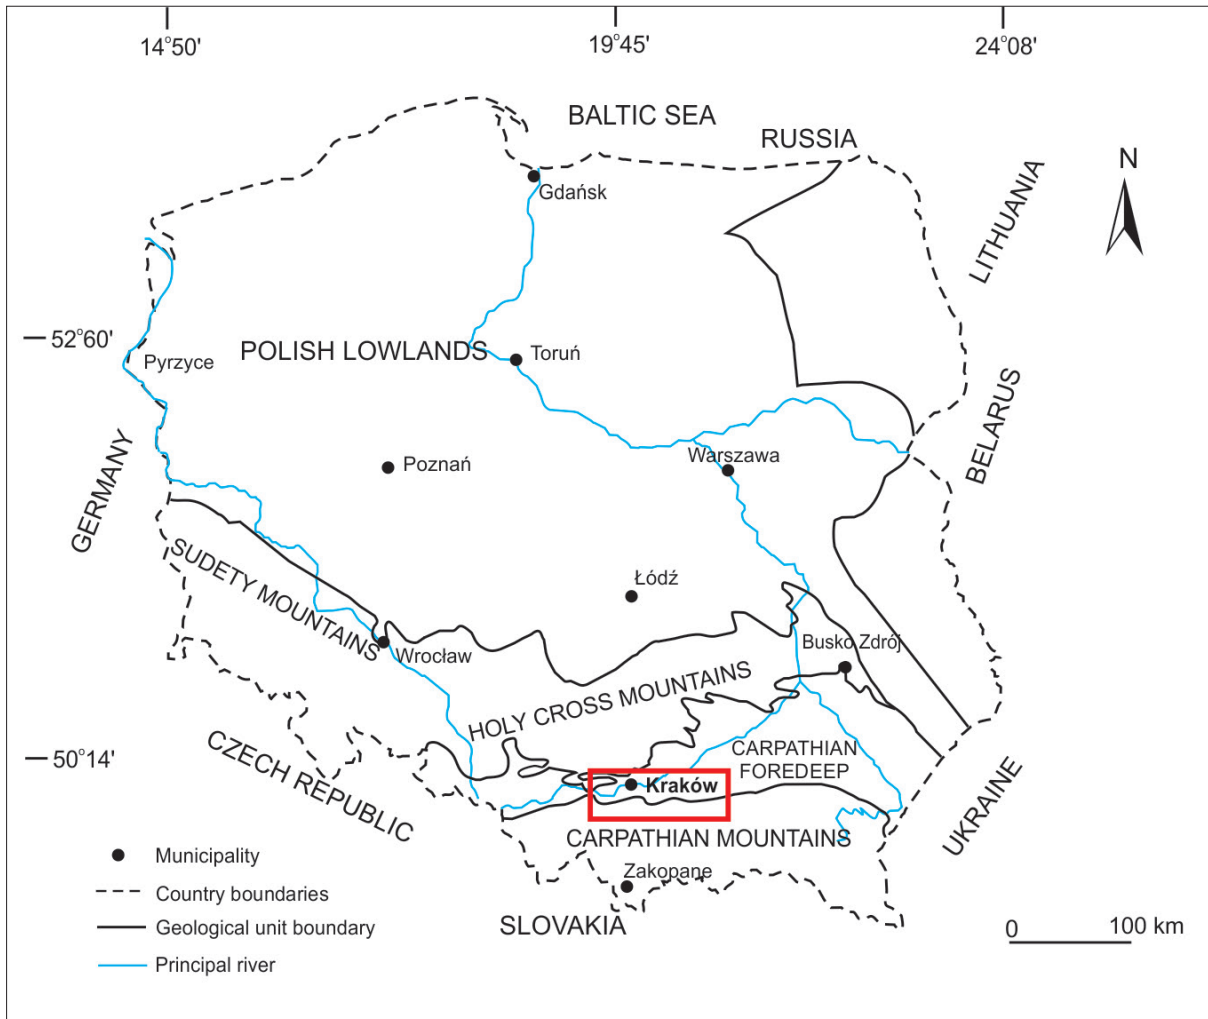 14°50'
19°45'
24°08'
BALTIC SEA
RUSSIA
N
Gdańsk
LITHUANIA
52°60'
POLISH LOWLANDS
Toruń
Pyrzyce
BELARUS
GERMANY
Poznań
Warszawa
SUDETY MOUNTAINS
Łódź
Wrocław
Busko Zdrój
HOLY CROSS MOUNTAINS
50°14'
CZECH REPUBLIC
CARPATHIAN
FOREDEEP
Kraków
UKRAINE
CARPATHIAN MOUNTAINS
Zakopane
SLOVAKIA
Municipality
Country boundaries
Geological unit boundary
Principal river
0 100 km